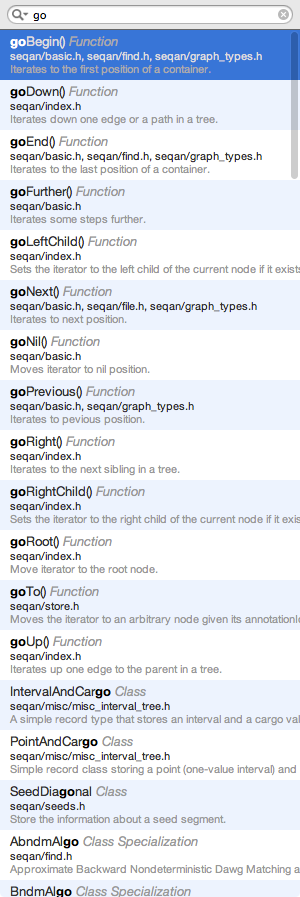 go
goBegin() Function
seqan/basic.h, seqan/find.h, seqan/graph_types.h
Iterates to the first position of a container.
goDown() Function
seqan/index.h
Iterates down one edge or a path in a tree.
goEnd() Function
seqan/basic.h, seqan/find.h, seqan/graph_types.h
Iterates to the last position of a container.
goFurther() Function
seqan/basic.h
Iterates some steps further.
goLeftChild() Function
seqan/index.h
Sets the iterator to the left child of the current node if it exists
goNext() Function
seqan/basic.h, seqan/file.h, seqan/graph_types.h
Iterates to next position.
goNil() Function
seqan/basic.h
Moves iterator to nil position.
goPrevious() Function
seqan/basic.h, seqan/graph_types.h
Iterates to pevious position.
goRight() Function
seqan/index.h
Iterates to the next sibling in a tree.
goRightChild() Function
seqan/index.h
Sets the iterator to the right child of the current node if it exis
goRoot() Function
seqan/index.h
Move iterator to the root node.
goTo() Function
seqan/store.h
Moves the iterator to an arbitrary node given its annotationI
goUp() Function
seqan/index.h
Iterates up one edge to the parent in a tree.
IntervalAndCargo Class
seqan/misc/misc_interval_tree.h
A simple record type that stores an interval and a cargo val
PointAndCargo Class
seqan/misc/misc_interval_tree.h
Simple record class storing a point (one-value interval) and
SeedDiagonal Class
seqan/seeds.h
Store the information about a seed segment.
AbndmAlgo Class Specialization
seqan/find.h
Approximate Backward Nondeterministic Dawg Matching a
BndmAlgo Class Specialization